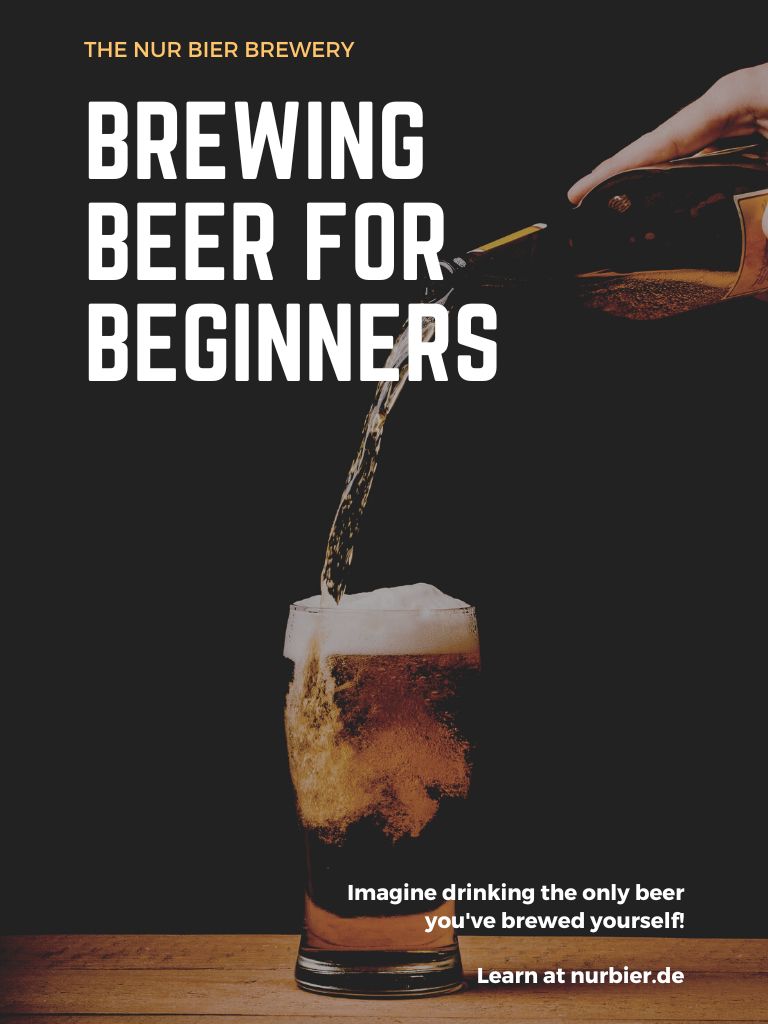 THE NUR BIER BREWERY
BREWING
BEER FOR
BEGINNERS
Imagine drinking the only beer
you've brewed yourself!
Learn at nurbier.de